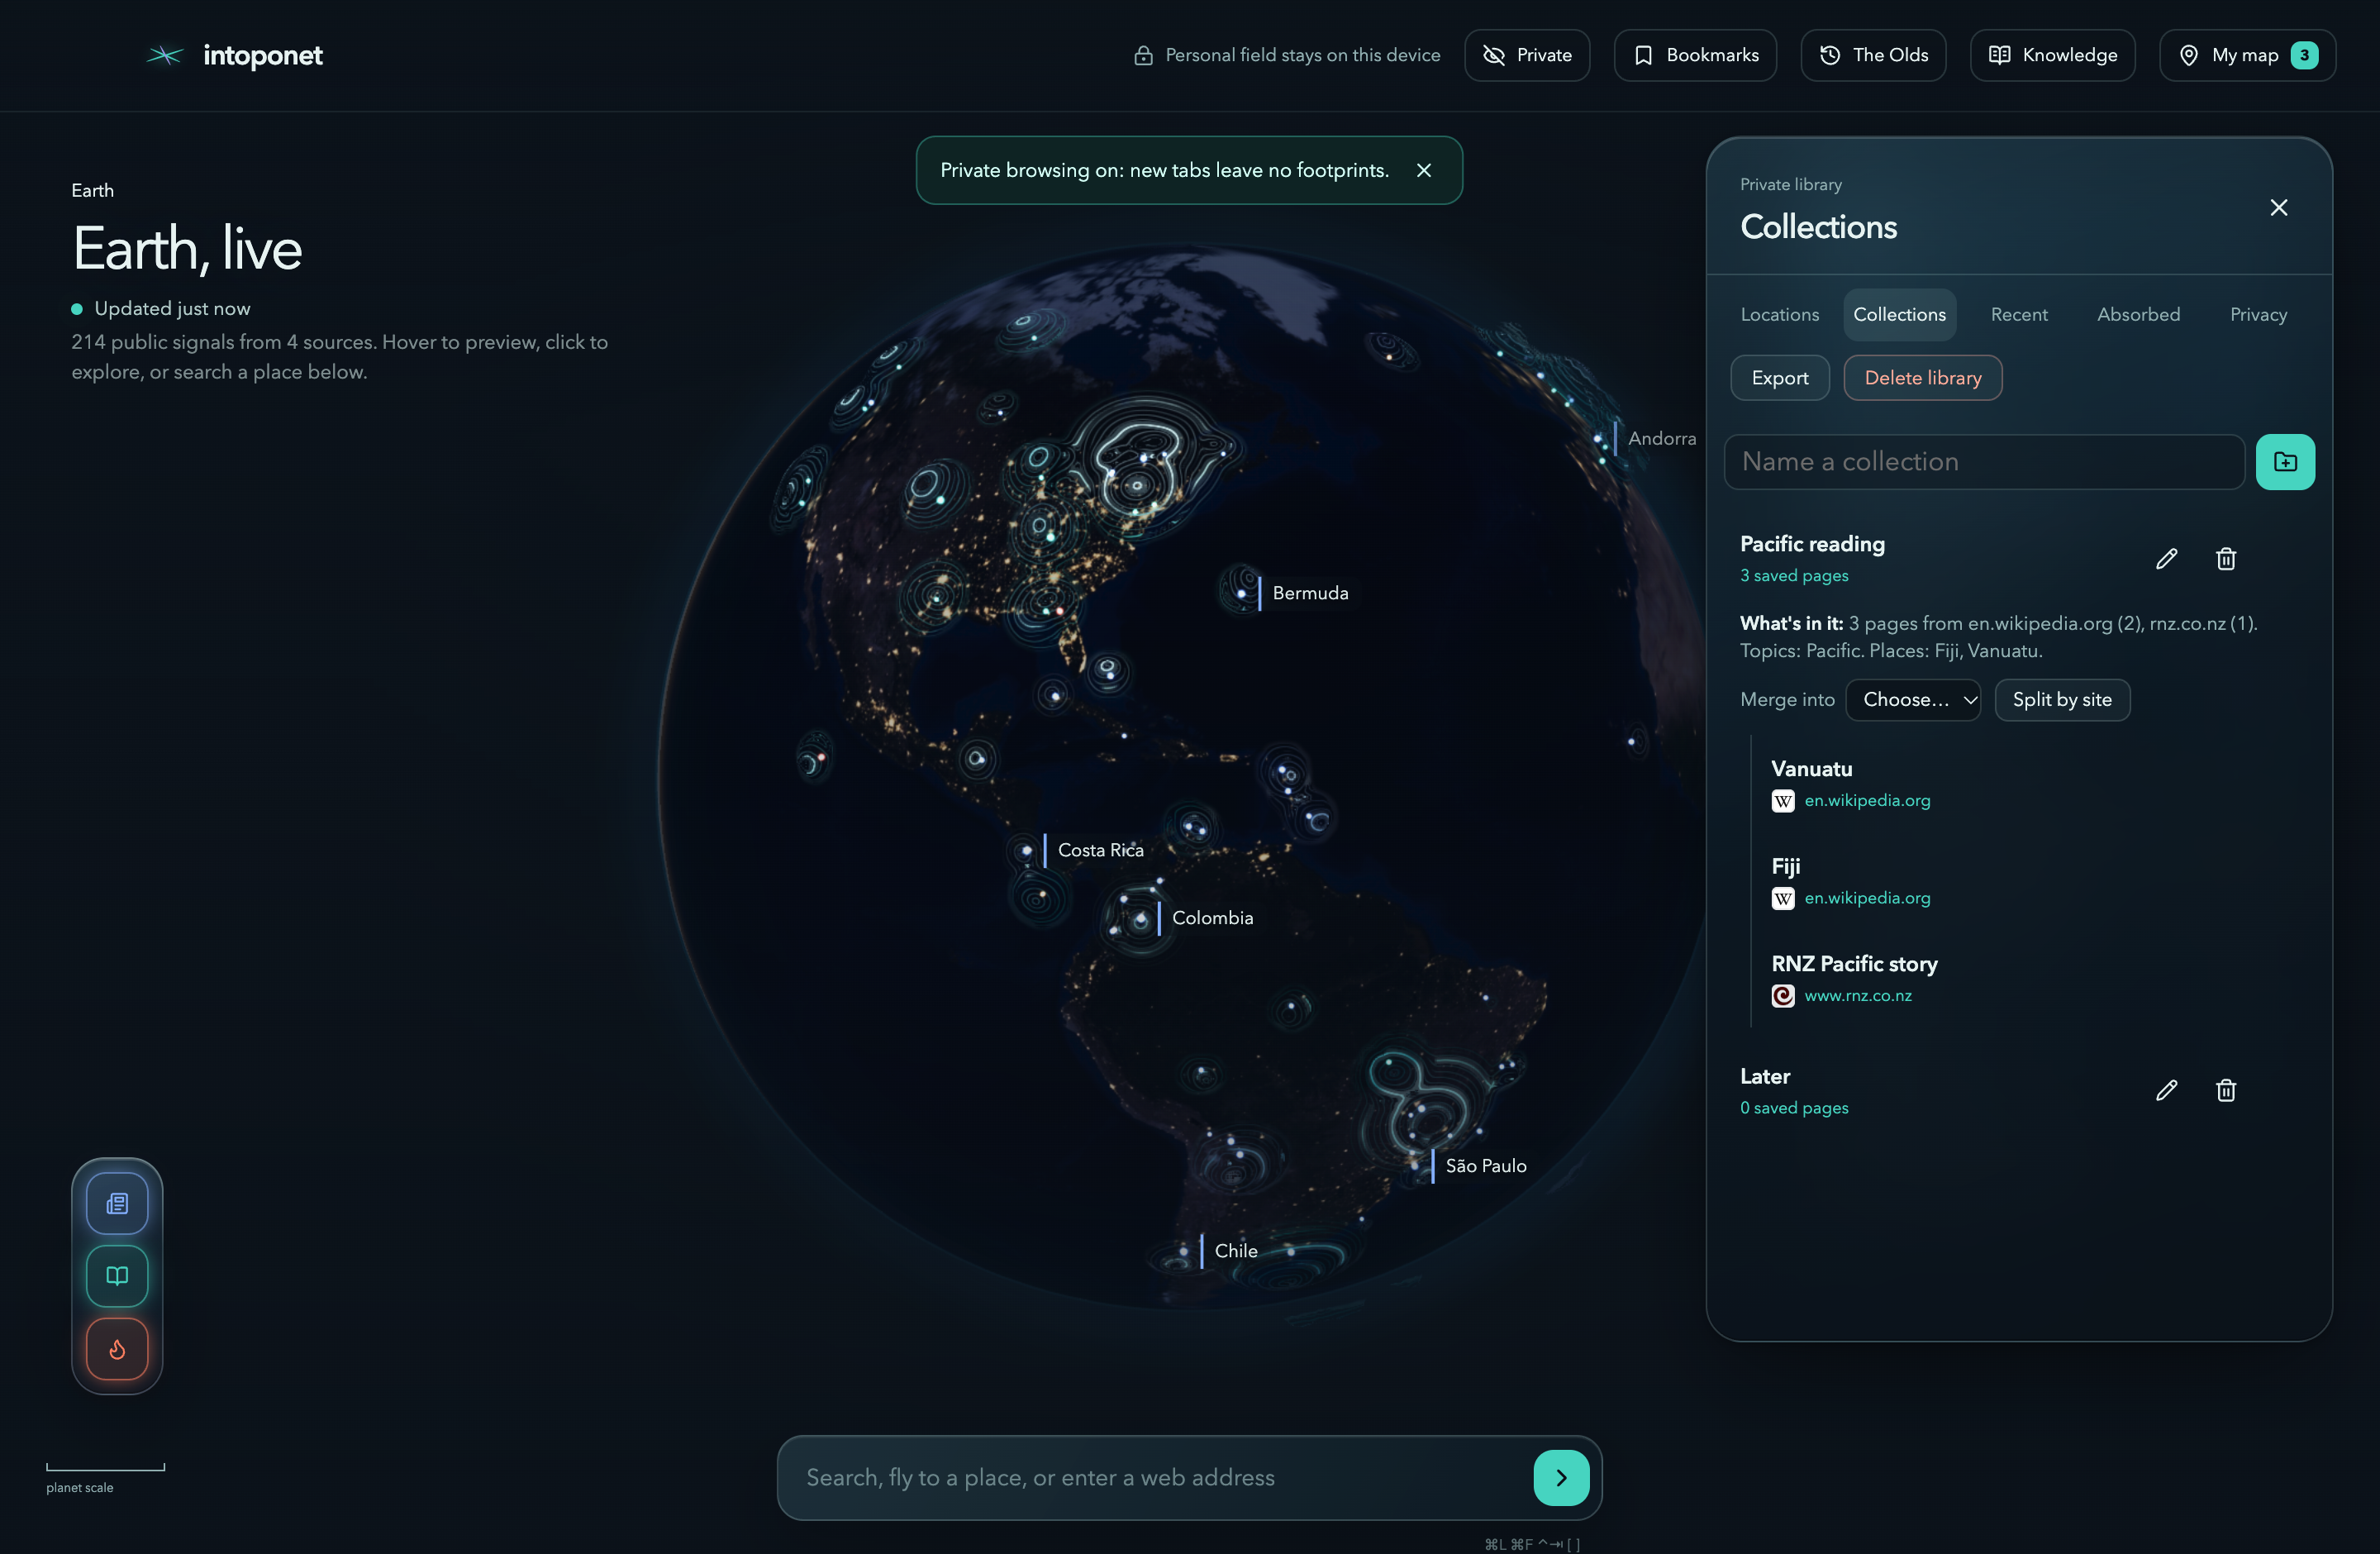 intoponet
Personal field stays on this device
Private
Bookmarks
The Olds
Knowledge
My map 3
Private browsing on: new tabs leave no footprints.
Earth
Earth, live
Updated just now
214 public signals from 4 sources. Hover to preview, click to
explore, or search a place below.
Andorra
Bermuda
Costa Rica
Colombia
São Paulo
Chile
Private library
Collections
Locations
Collections
Recent
Absorbed
Privacy
Export
Delete library
Name a collection
Pacific reading
3 saved pages
What's in it: 3 pages from en.wikipedia.org (2), rnz.co.nz (1).
Topics: Pacific. Places: Fiji, Vanuatu.
Merge into
Choose...
Split by site
Vanuatu
W en.wikipedia.org
Fiji
W en.wikipedia.org
RNZ Pacific story
www.rnz.co.nz
Later
0 saved pages
planet scale
Search, fly to a place, or enter a web address
⌘L ⌘F ⌃⇥ [ ]